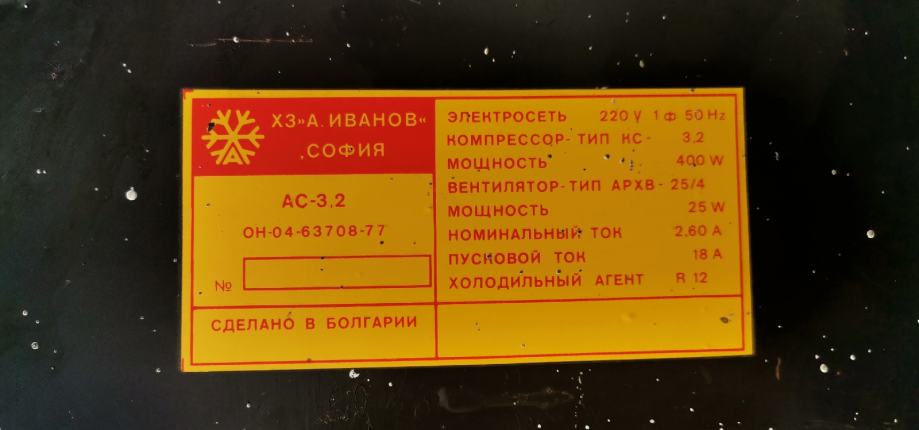 ХЗ»А. ИВАНОВ«
СОФИЯ
АС-3,2
ОН-04-63708-77
№
СДЕЛАНО В БОЛГАРИИ
ЭЛЕКТРОСЕТЬ 220 V 1 ф 50 Hz
КОМПРЕССОР- ТИП КС- 3,2
МОЩНОСТЬ 400 W
ВЕНТИЛЯТОР- ТИП АРХВ- 25/4
МОЩНОСТЬ 25 W
НОМИНАЛЬНЫЙ ТОК 2.60 А
ПУСКОВОЙ ТОК 18 А
ХОЛОДИЛЬНЫЙ АГЕНТ R 12